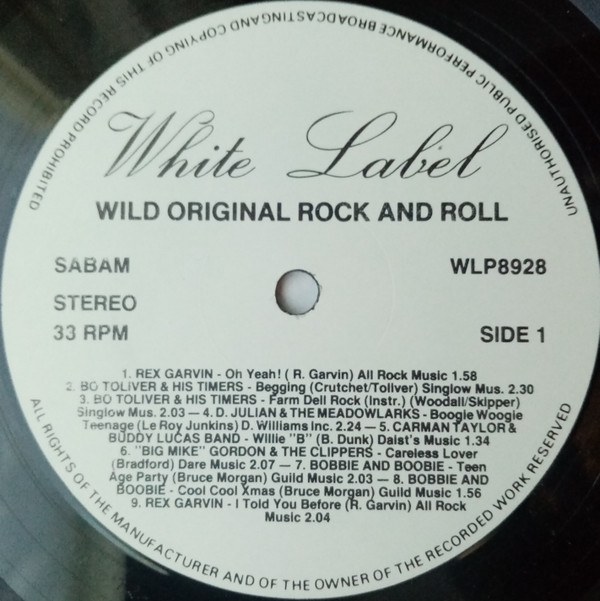 UNAUTHORISED PUBLIC PERFORMANCE BROADCASTING AND COPYING OF THIS RECORD PROHIBITED
White Label
WILD ORIGINAL ROCK AND ROLL
SABAM
WLP8928
STEREO
33 RPM
SIDE 1
1. REX GARVIN - Oh Yeah! ( R. Garvin) All Rock Music 1.58
2. BO TOLIVER & HIS TIMERS - Begging (Crutchet/Tollver) Singlow Mus. 2.30
3. BO TOLIVER & HIS TIMERS - Farm Dell Rock (Instr.) (Woodall/Skipper)
Singlow Mus. 2.03 — 4. D. JULIAN & THE MEADOWLARKS - Boogie Woogie
Teenage (Le Roy Junkins) D. Williams Inc. 2.24 — 5. CARMAN TAYLOR &
BUDDY LUCAS BAND - Willie "B" (B. Dunk) Daist's Music 1.34
6. "BIG MIKE" GORDON & THE CLIPPERS - Careless Lover
(Bradford) Dare Music 2.07 — 7. BOBBIE AND BOOBIE - Teen
Age Party (Bruce Morgan) Guild Music 2.03 — 8. BOBBIE AND
BOOBIE - Cool Cool Xmas (Bruce Morgan) Guild Music 1.56
9. REX GARVIN - I Told You Before (R. Garvin) All Rock
Music 2.04
ALL RIGHTS OF THE MANUFACTURER AND OF THE OWNER OF THE RECORDED WORK RESERVED